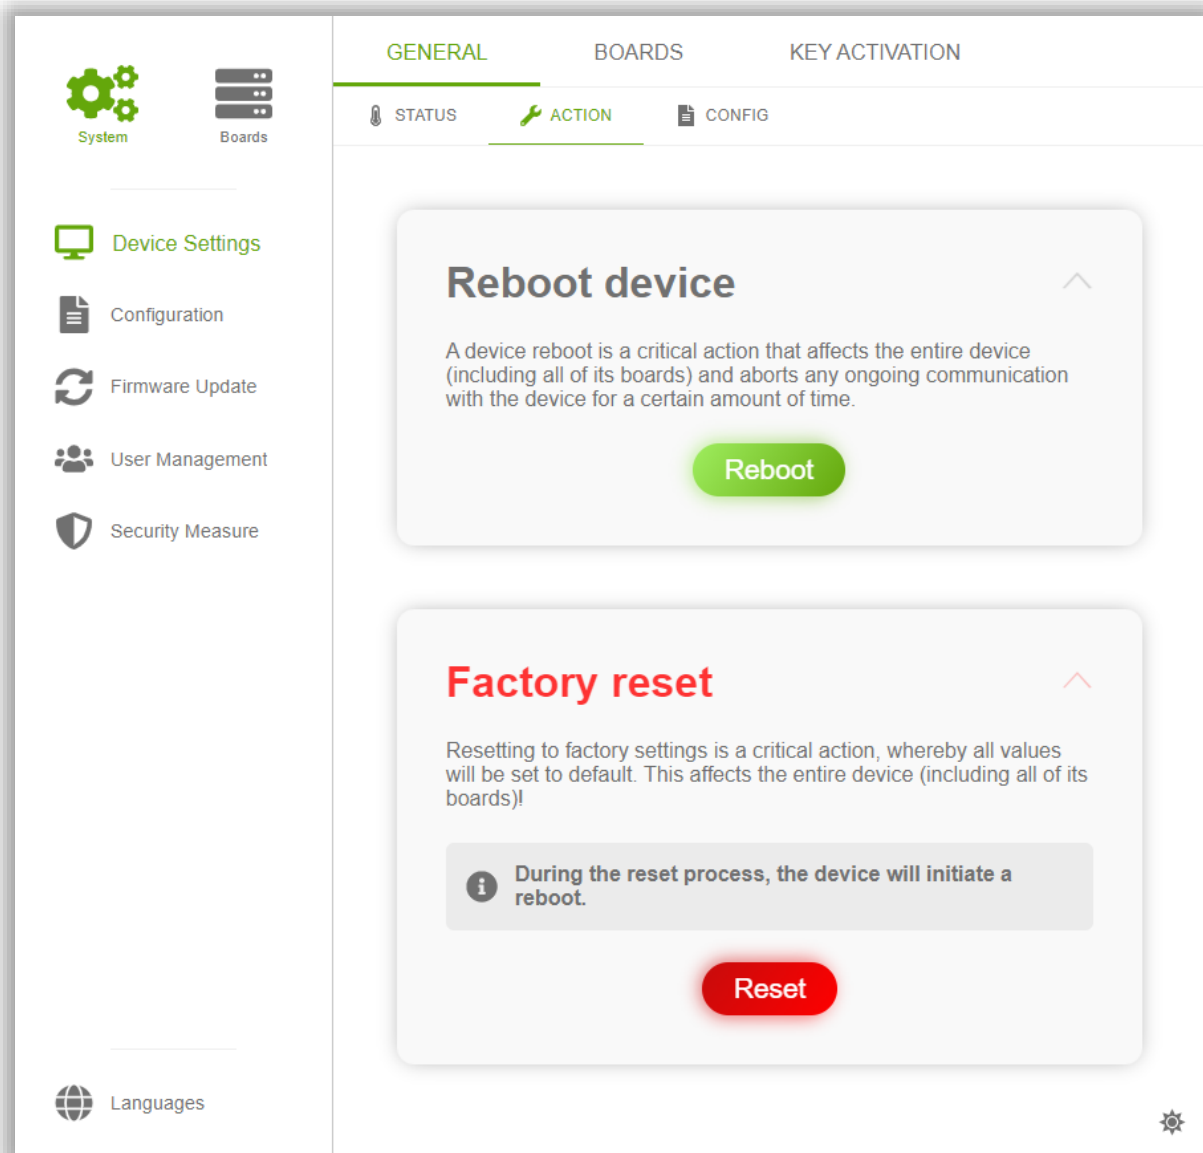 System
Boards
Device Settings
Configuration
Firmware Update
User Management
Security Measure
Languages
GENERAL BOARDS KEY ACTIVATION
STATUS ACTION CONFIG
Reboot device
A device reboot is a critical action that affects the entire device
(including all of its boards) and aborts any ongoing communication
with the device for a certain amount of time.
Reboot
Factory reset
Resetting to factory settings is a critical action, whereby all values
will be set to default. This affects the entire device (including all of its
boards)!
During the reset process, the device will initiate a
reboot.
Reset